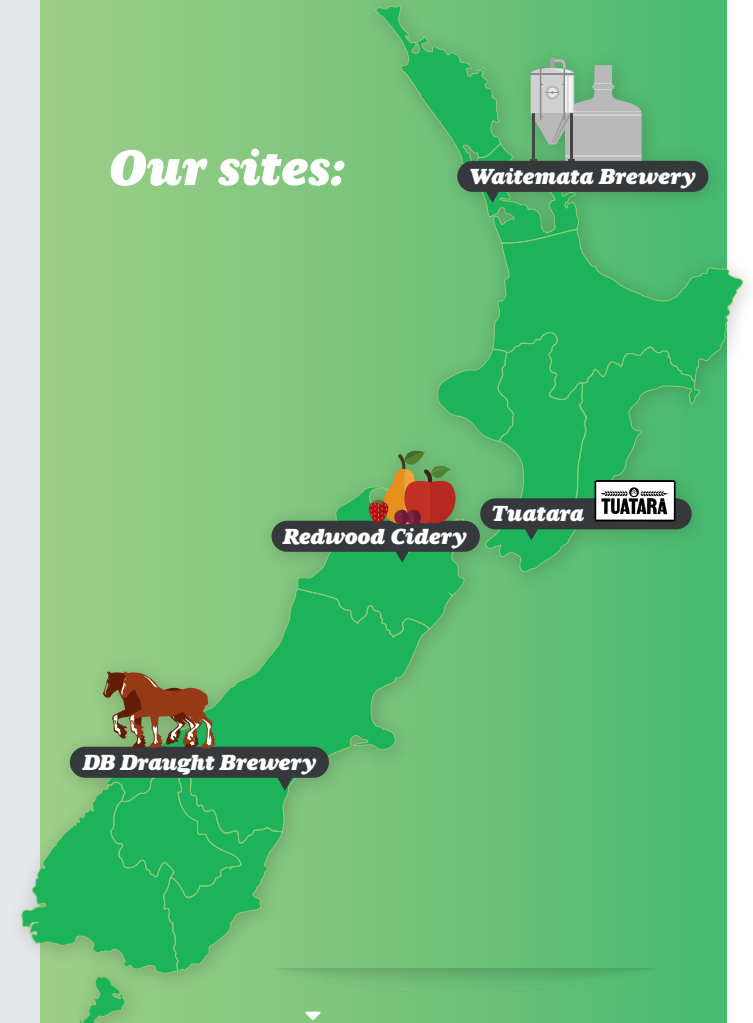 Our sites:
Waitemata Brewery
Tuatara
TUATARA
Redwood Cidery
DB Draught Brewery